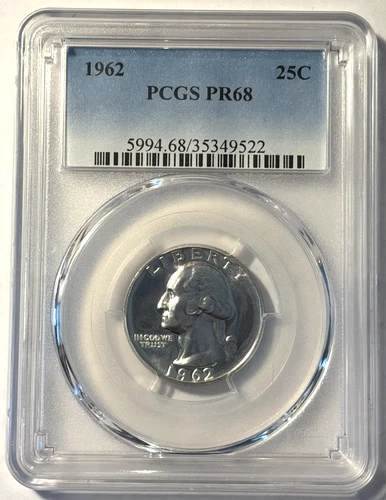 1962 25C
PCGS PR68
5994.68/35349522
LIBERTY
IN GOD WE
TRUST
1962